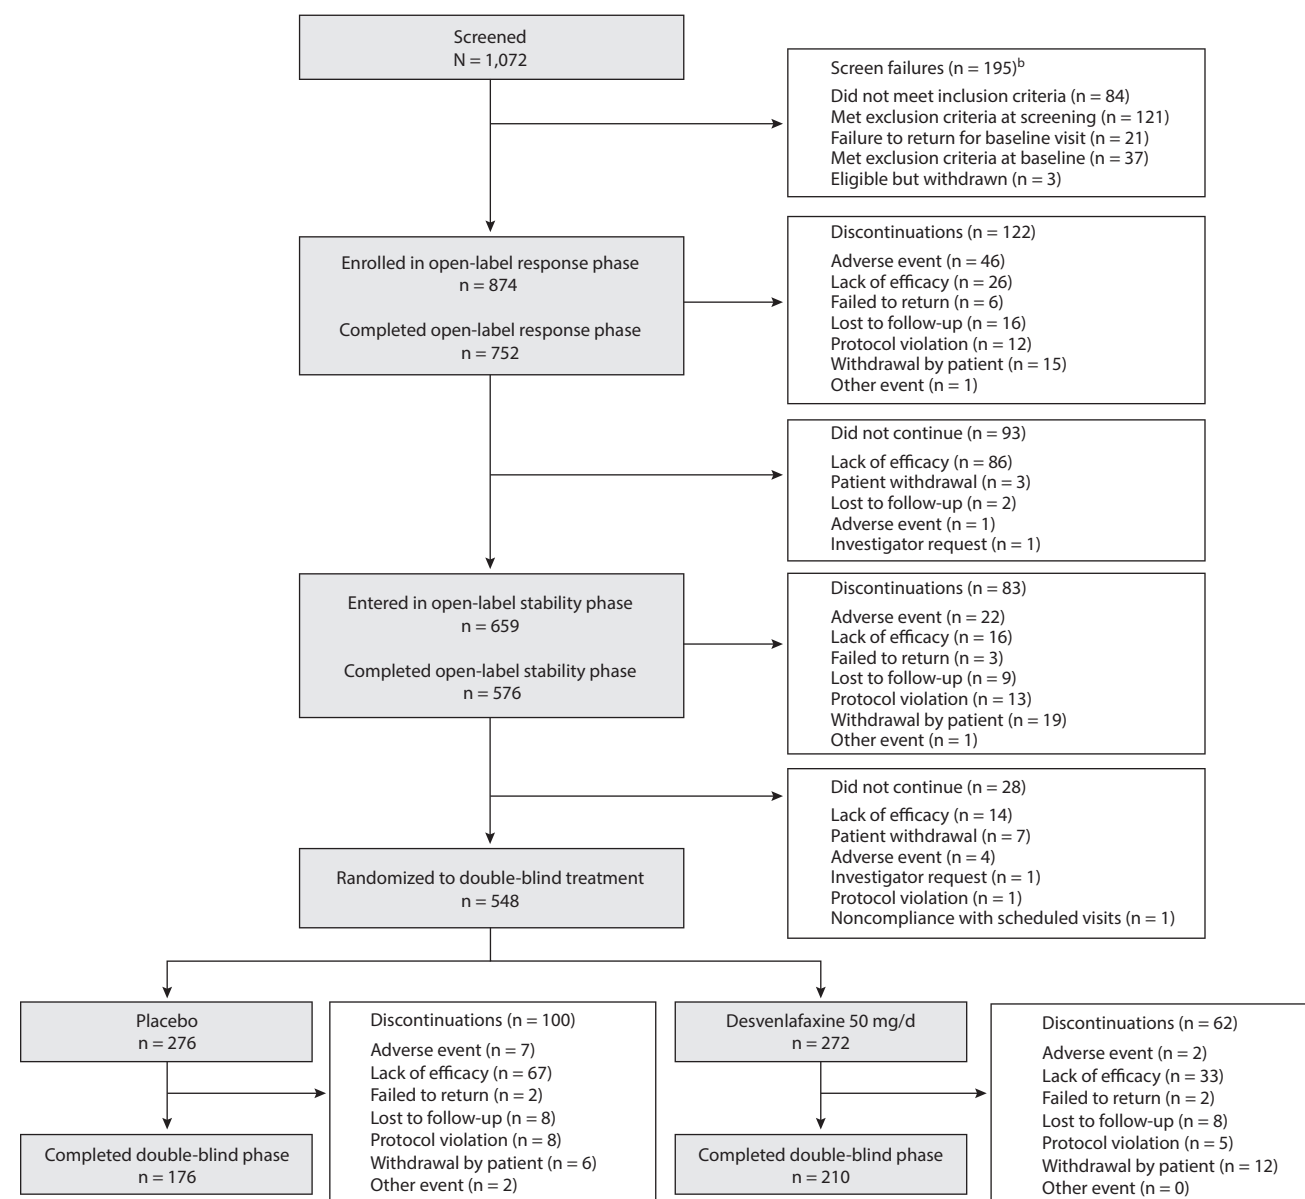 Screened
N = 1,072
Screen failures (n = 195)b
Did not meet inclusion criteria (n = 84)
Met exclusion criteria at screening (n = 121)
Failure to return for baseline visit (n = 21)
Met exclusion criteria at baseline (n = 37)
Eligible but withdrawn (n = 3)
Enrolled in open-label response phase
n = 874
Completed open-label response phase
n = 752
Discontinuations (n = 122)
Adverse event (n = 46)
Lack of efficacy (n = 26)
Failed to return (n = 6)
Lost to follow-up (n = 16)
Protocol violation (n = 12)
Withdrawal by patient (n = 15)
Other event (n = 1)
Did not continue (n = 93)
Lack of efficacy (n = 86)
Patient withdrawal (n = 3)
Lost to follow-up (n = 2)
Adverse event (n = 1)
Investigator request (n = 1)
Entered in open-label stability phase
n = 659
Completed open-label stability phase
n = 576
Discontinuations (n = 83)
Adverse event (n = 22)
Lack of efficacy (n = 16)
Failed to return (n = 3)
Lost to follow-up (n = 9)
Protocol violation (n = 13)
Withdrawal by patient (n = 19)
Other event (n = 1)
Did not continue (n = 28)
Lack of efficacy (n = 14)
Patient withdrawal (n = 7)
Adverse event (n = 4)
Investigator request (n = 1)
Protocol violation (n = 1)
Noncompliance with scheduled visits (n = 1)
Randomized to double-blind treatment
n = 548
Placebo
n = 276
Discontinuations (n = 100)
Adverse event (n = 7)
Lack of efficacy (n = 67)
Failed to return (n = 2)
Lost to follow-up (n = 8)
Protocol violation (n = 8)
Withdrawal by patient (n = 6)
Other event (n = 2)
Completed double-blind phase
n = 176
Desvenlafaxine 50 mg/d
n = 272
Discontinuations (n = 62)
Adverse event (n = 2)
Lack of efficacy (n = 33)
Failed to return (n = 2)
Lost to follow-up (n = 8)
Protocol violation (n = 5)
Withdrawal by patient (n = 12)
Other event (n = 0)
Completed double-blind phase
n = 210